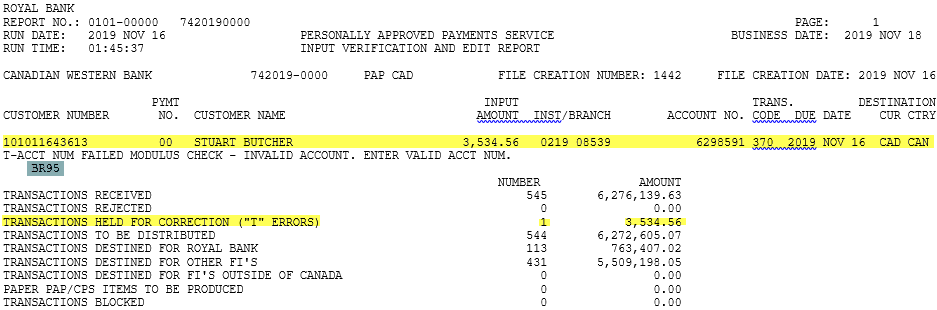 ROYAL BANK
REPORT NO.: 0101-00000 7420190000 PAGE: 1
RUN DATE: 2019 NOV 16 PERSONALLY APPROVED PAYMENTS SERVICE BUSINESS DATE: 2019 NOV 18
RUN TIME: 01:45:37 INPUT VERIFICATION AND EDIT REPORT
CANADIAN WESTERN BANK 742019-0000 PAP CAD FILE CREATION NUMBER: 1442 FILE CREATION DATE: 2019 NOV 16
PYMT INPUT TRANS. DESTINATION
CUSTOMER NUMBER NO. CUSTOMER NAME AMOUNT INST/BRANCH ACCOUNT NO. CODE DUE DATE CUR CTRY
101011643613 00 STUART BUTCHER 3,534.56 0219 08539 6298591 370 2019 NOV 16 CAD CAN
T-ACCT NUM FAILED MODULUS CHECK - INVALID ACCOUNT. ENTER VALID ACCT NUM.
BR95
NUMBER AMOUNT
TRANSACTIONS RECEIVED 545 6,276,139.63
TRANSACTIONS REJECTED 0 0.00
TRANSACTIONS HELD FOR CORRECTION ("T" ERRORS) 1 3,534.56
TRANSACTIONS TO BE DISTRIBUTED 544 6,272,605.07
TRANSACTIONS DESTINED FOR ROYAL BANK 113 763,407.02
TRANSACTIONS DESTINED FOR OTHER FI'S 431 5,509,198.05
TRANSACTIONS DESTINED FOR FI'S OUTSIDE OF CANADA 0 0.00
PAPER PAP/CPS ITEMS TO BE PRODUCED 0 0.00
TRANSACTIONS BLOCKED 0 0.00